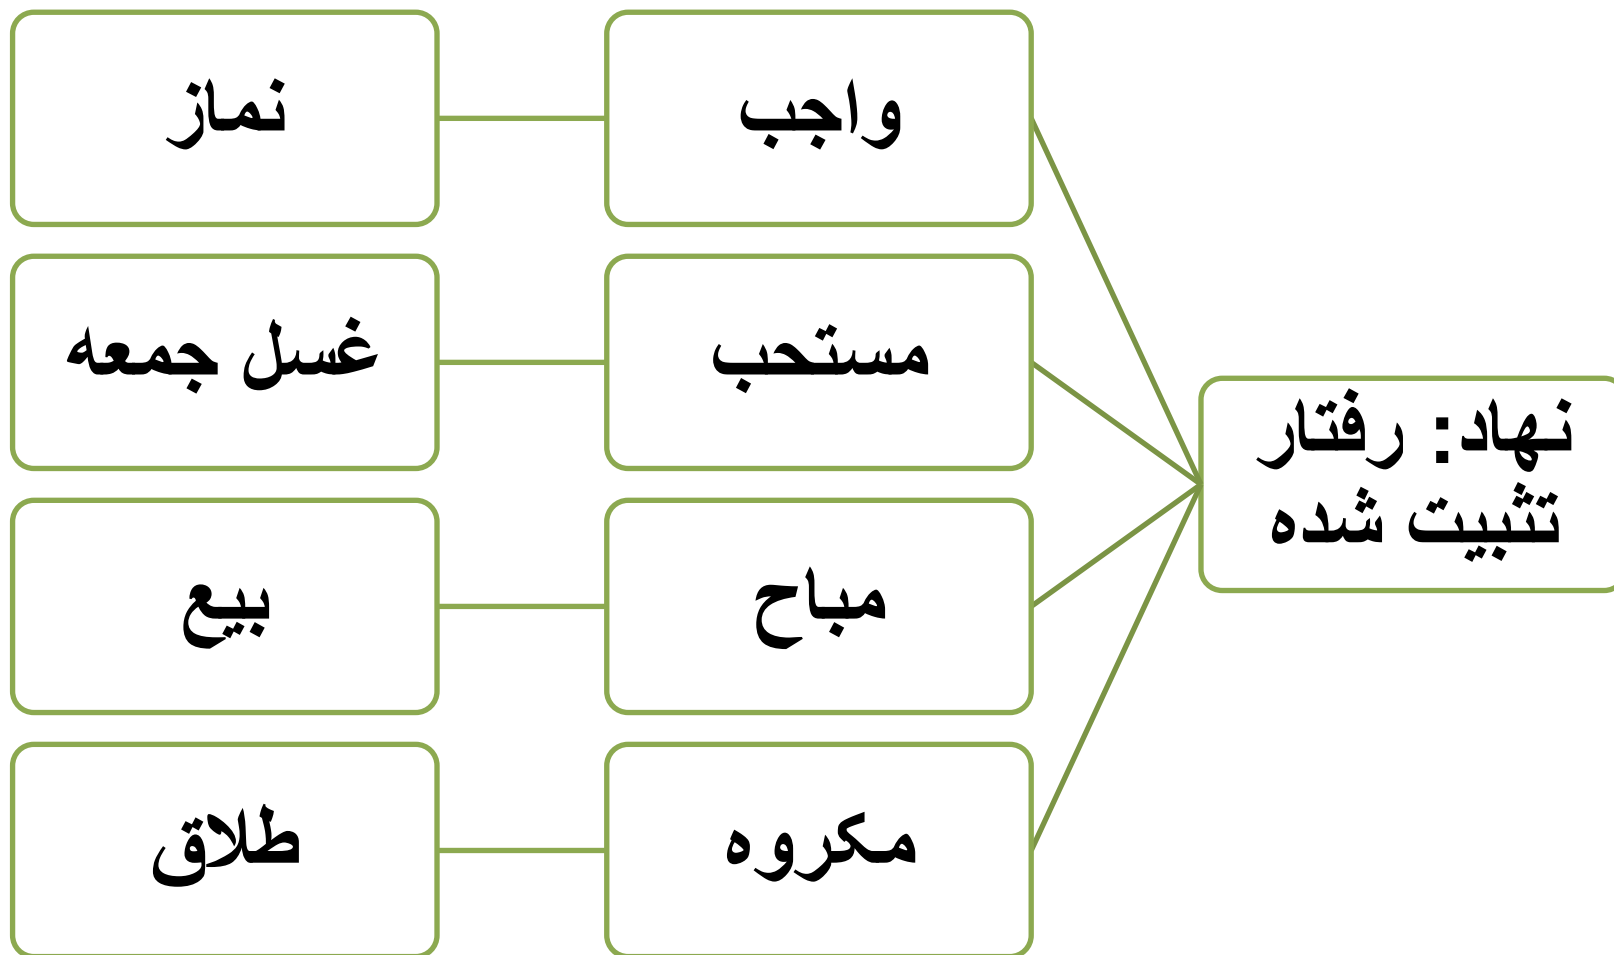 نهاد: رفتار
تثبیت شده
واجب
نماز
مستحب
غسل جمعه
مباح
بیع
مکروه
طلاق